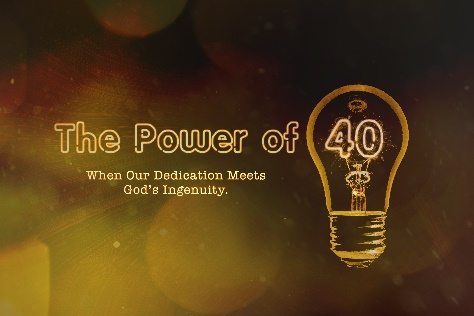 The Power of 40
When Our Dedication Meets
God's Ingenuity.